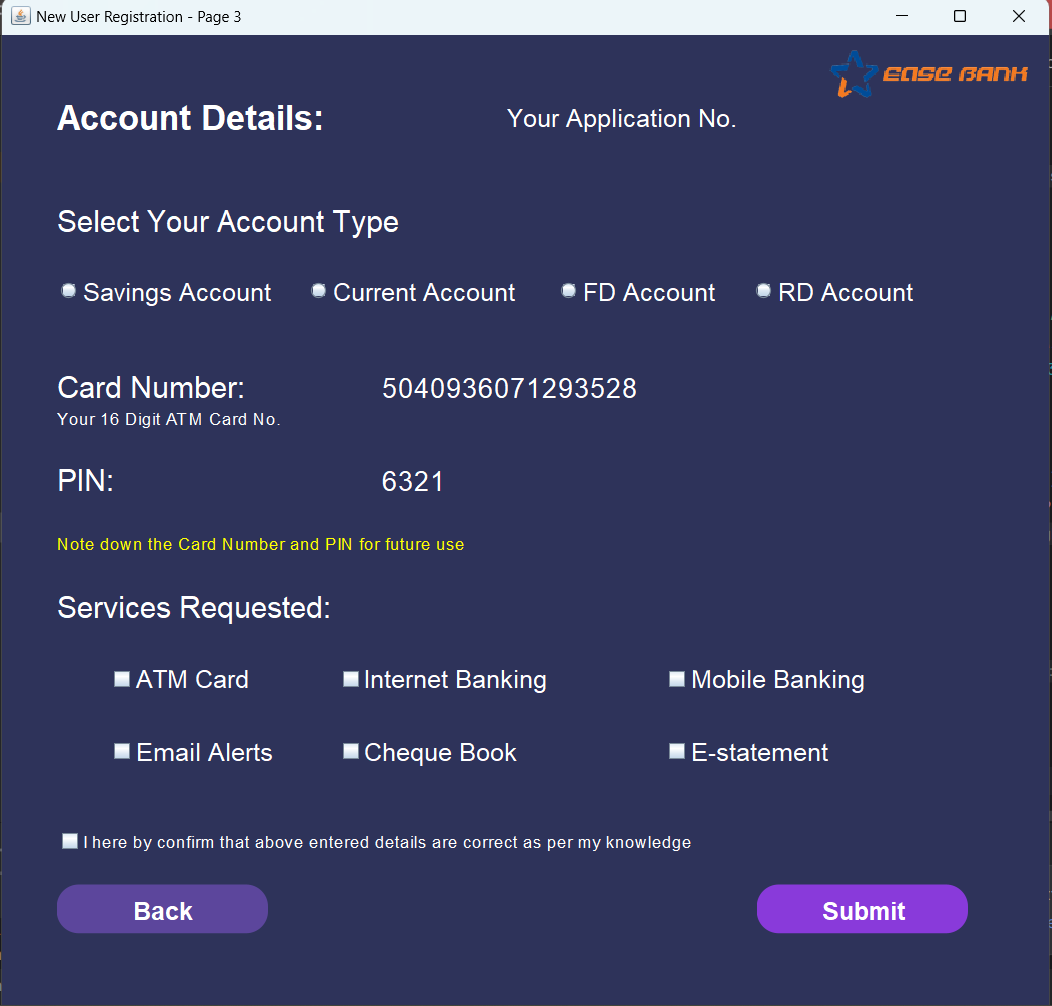 New User Registration - Page 3
EASE BANK
Account Details:
Your Application No.
Select Your Account Type
Savings Account Current Account FD Account RD Account
Card Number: 5040936071293528
Your 16 Digit ATM Card No.
PIN: 6321
Note down the Card Number and PIN for future use
Services Requested:
ATM Card Internet Banking Mobile Banking
Email Alerts Cheque Book E-statement
I here by confirm that above entered details are correct as per my knowledge
Back Submit